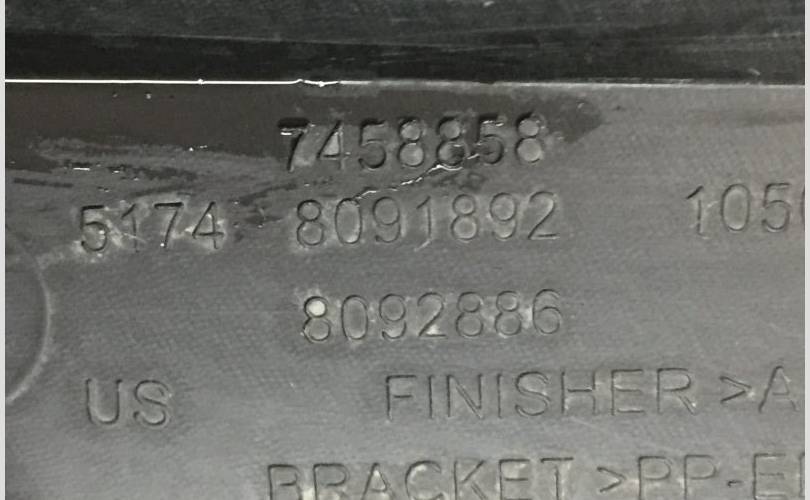 7458858
5174 8091892 105
8092886
US FINISHER >A
BRACKET >PP-E